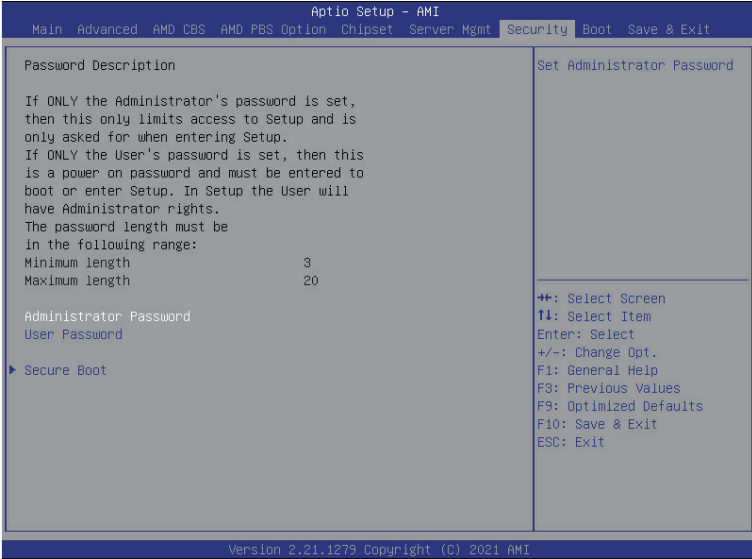 Aptio Setup – AMI
Main Advanced AMD CBS AMD PBS Option Chipset Server Mgmt Security Boot Save & Exit
Password Description
If ONLY the Administrator's password is set,
then this only limits access to Setup and is
only asked for when entering Setup.
If ONLY the User's password is set, then this
is a power on password and must be entered to
boot or enter Setup. In Setup the User will
have Administrator rights.
The password length must be
in the following range:
Minimum length 3
Maximum length 20
Administrator Password
User Password
Secure Boot
Set Administrator Password
→←: Select Screen
↑↓: Select Item
Enter: Select
+/-: Change Opt.
F1: General Help
F3: Previous Values
F9: Optimized Defaults
F10: Save & Exit
ESC: Exit
Version 2.21.1279 Copyright (C) 2021 AMI